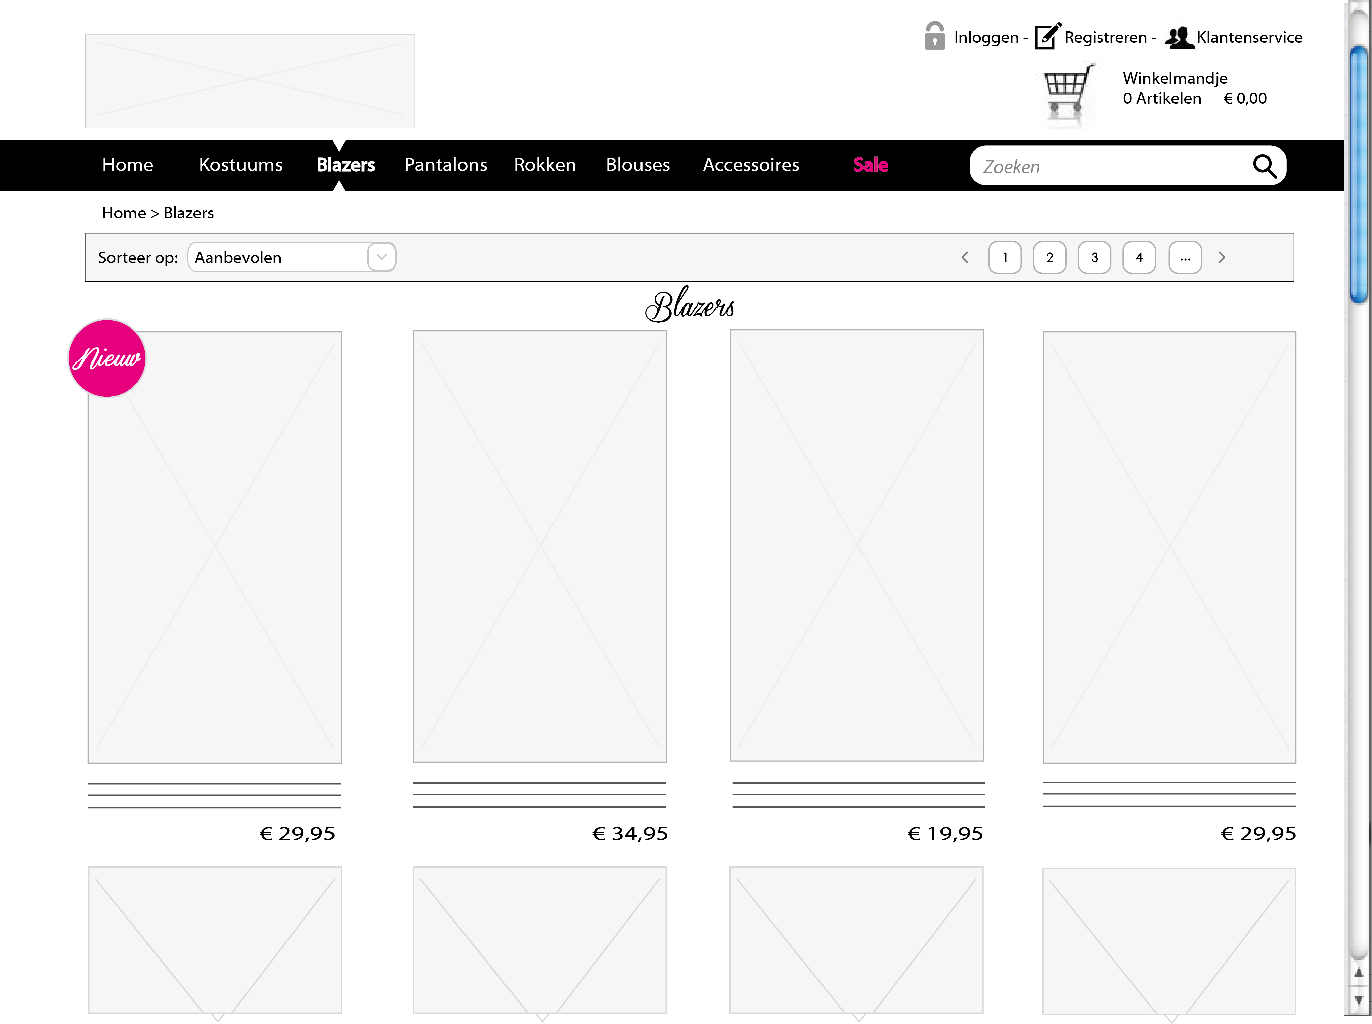 Inloggen - Registreren - Klantenservice
Winkelmandje
0 Artikelen € 0,00
Home Kostuums Blazers Pantalons Rokken Blouses Accessoires Sale Zoeken
Home > Blazers
Sorteer op: Aanbevolen 1 2 3 4 ...
Blazers
Nieuw
€ 29,95 € 34,95 € 19,95 € 29,95